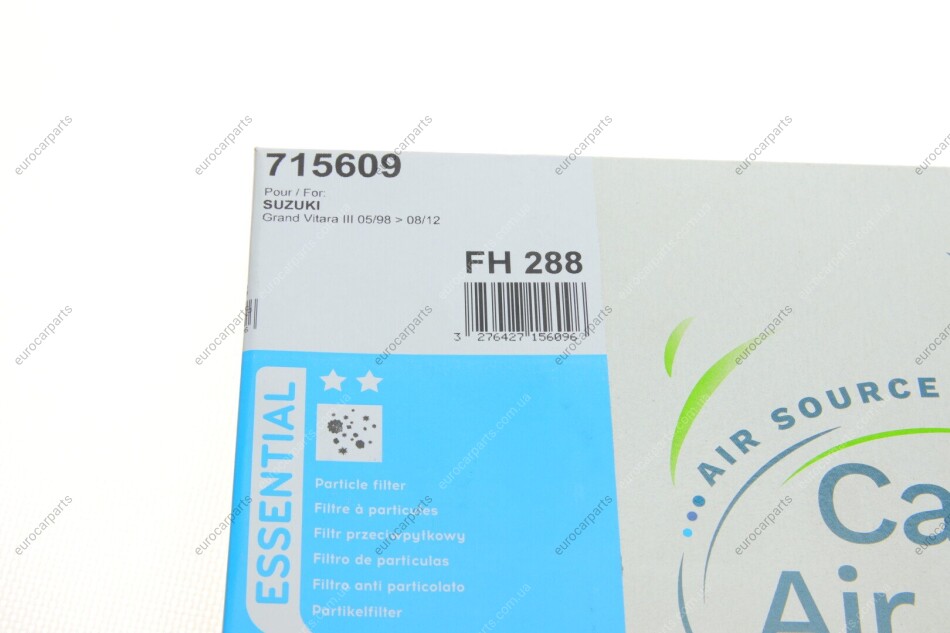 715609
Pour / For:
SUZUKI
Grand Vitara III 05/98 > 08/12
FH 288
3 276427 156096
ESSENTIAL
Particle filter
Filtre à particules
Filtr przeciwpyłkowy
Filtro de partículas
Filtro anti particolato
Partikelfilter
AIR SOURCE
Ca
Air
eurocarparts